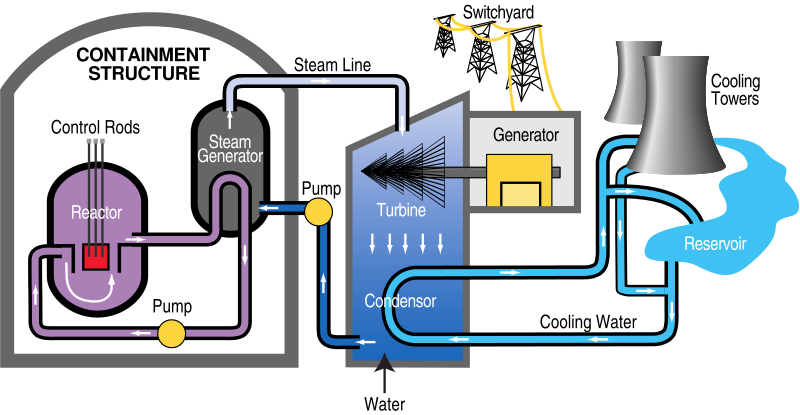 Switchyard
CONTAINMENT
STRUCTURE
Steam Line
Cooling
Towers
Control Rods
Steam
Generator
Generator
Pump
Reactor
Turbine
Reservoir
Condensor
Pump
Cooling Water
Water